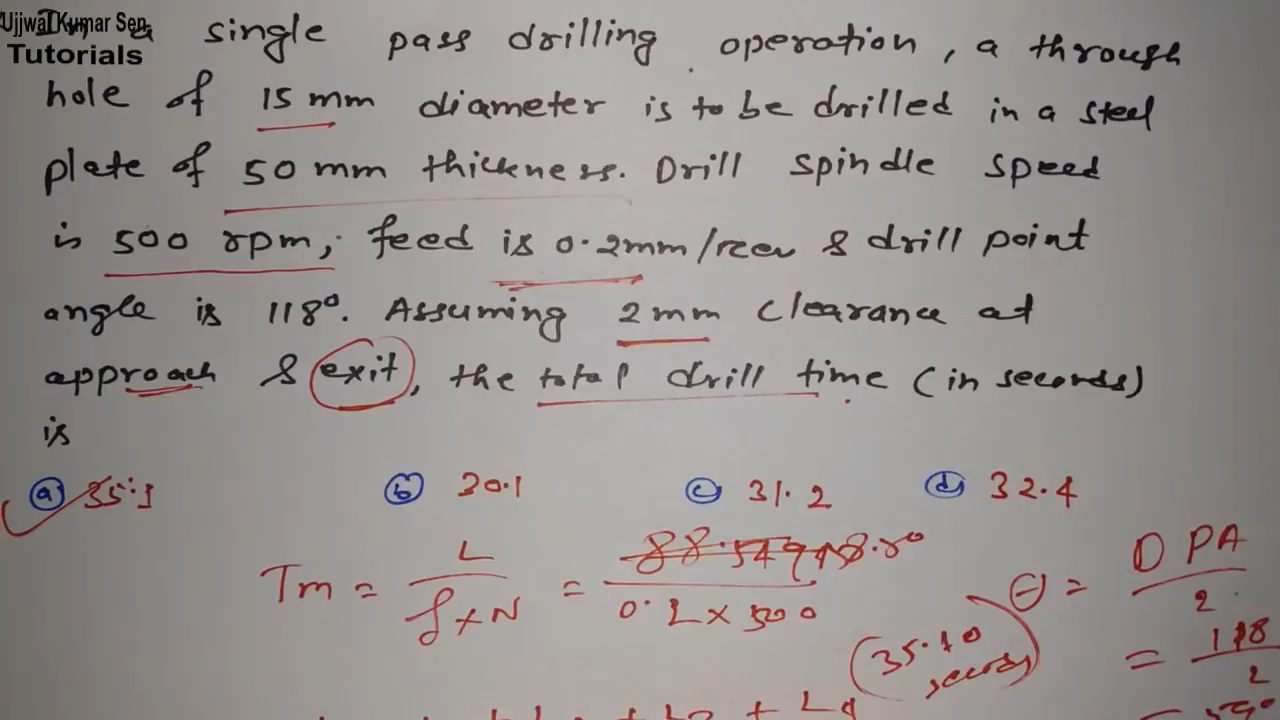 Ujjwal Kumar Sen
Tutorials
a single pass drilling operation, a through
hole of 15 mm diameter is to be drilled in a steel
plate of 50 mm thickness. Drill spindle speed
is 500 rpm, feed is 0.2mm/rev & drill point
angle is 118°. Assuming 2mm clearance at
approach & exit, the total drill time (in seconds)
is
(a) 35.1 (b) 30.1 (c) 31.2 (d) 32.4
Tm = L / f×N = / 0.2×500
θ = DPA / 2
(35.10 seconds)
= 118 / 2